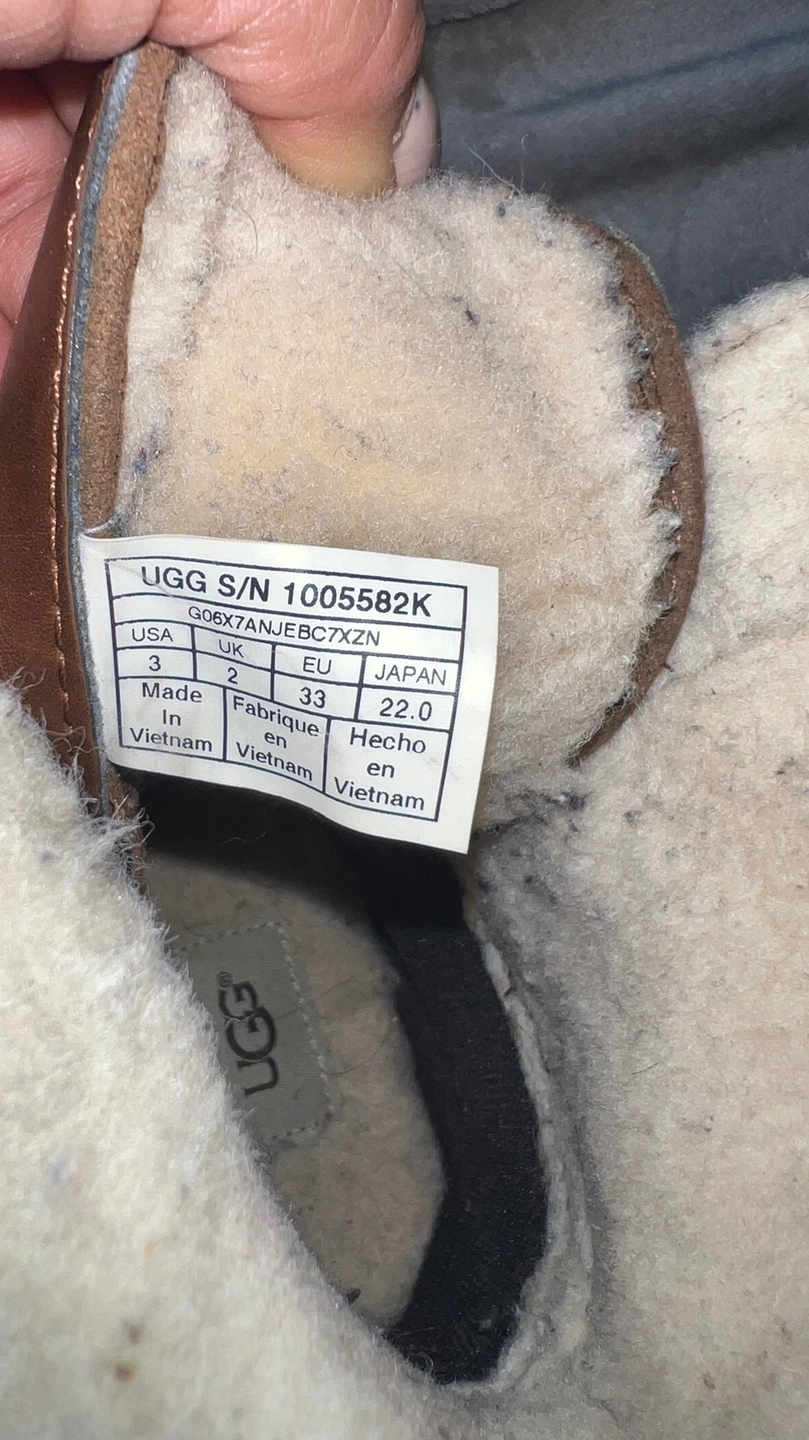 UGG S/N 1005582K
G06X7ANJEBC7XZN
USA UK EU JAPAN
3 2 33 22.0
Made In Vietnam
Fabrique en Vietnam
Hecho en Vietnam
UGG®